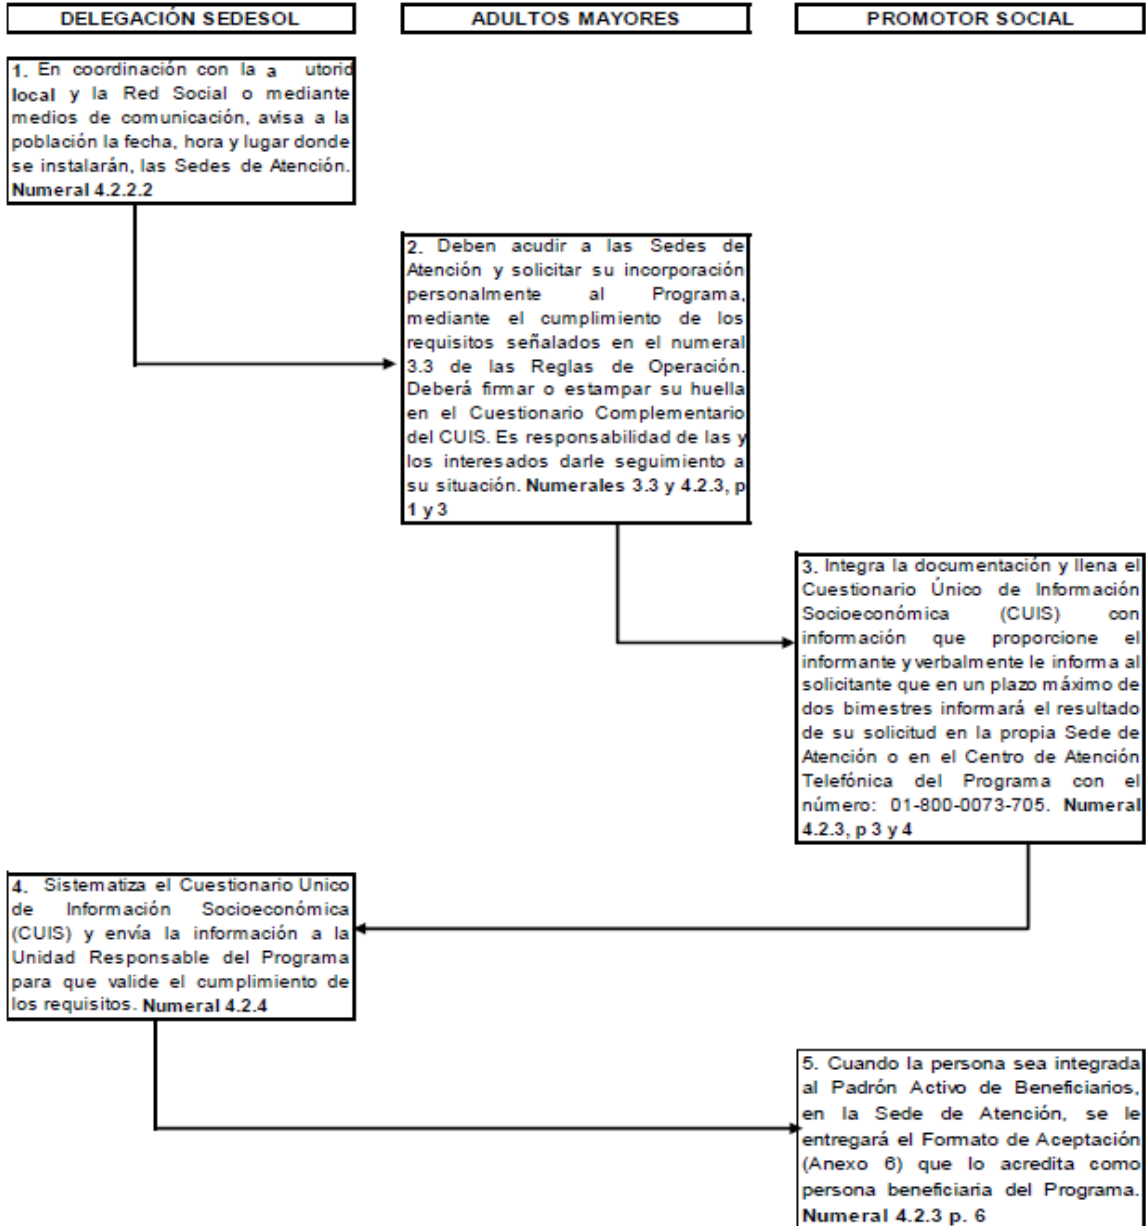 DELEGACIÓN SEDESOL
ADULTOS MAYORES
PROMOTOR SOCIAL
1. En coordinación con la a utorid
local y la Red Social o mediante
medios de comunicación, avisa a la
población la fecha, hora y lugar donde
se instalarán, las Sedes de Atención.
Numeral 4.2.2.2
2. Deben acudir a las Sedes de
Atención y solicitar su incorporación
personalmente al Programa,
mediante el cumplimiento de los
requisitos señalados en el numeral
3.3 de las Reglas de Operación.
Deberá firmar o estampar su huella
en el Cuestionario Complementario
del CUIS. Es responsabilidad de las y
los interesados darle seguimiento a
su situación. Numerales 3.3 y 4.2.3, p
1 y 3
3. Integra la documentación y llena el
Cuestionario Único de Información
Socioeconómica (CUIS) con
información que proporcione el
informante y verbalmente le informa al
solicitante que en un plazo máximo de
dos bimestres informará el resultado
de su solicitud en la propia Sede de
Atención o en el Centro de Atención
Telefónica del Programa con el
número: 01-800-0073-705. Numeral
4.2.3, p 3 y 4
4. Sistematiza el Cuestionario Unico
de Información Socioeconómica
(CUIS) y envía la información a la
Unidad Responsable del Programa
para que valide el cumplimiento de
los requisitos. Numeral 4.2.4
5. Cuando la persona sea integrada
al Padrón Activo de Beneficiarios,
en la Sede de Atención, se le
entregará el Formato de Aceptación
(Anexo 6) que lo acredita como
persona beneficiaria del Programa.
Numeral 4.2.3 p. 6